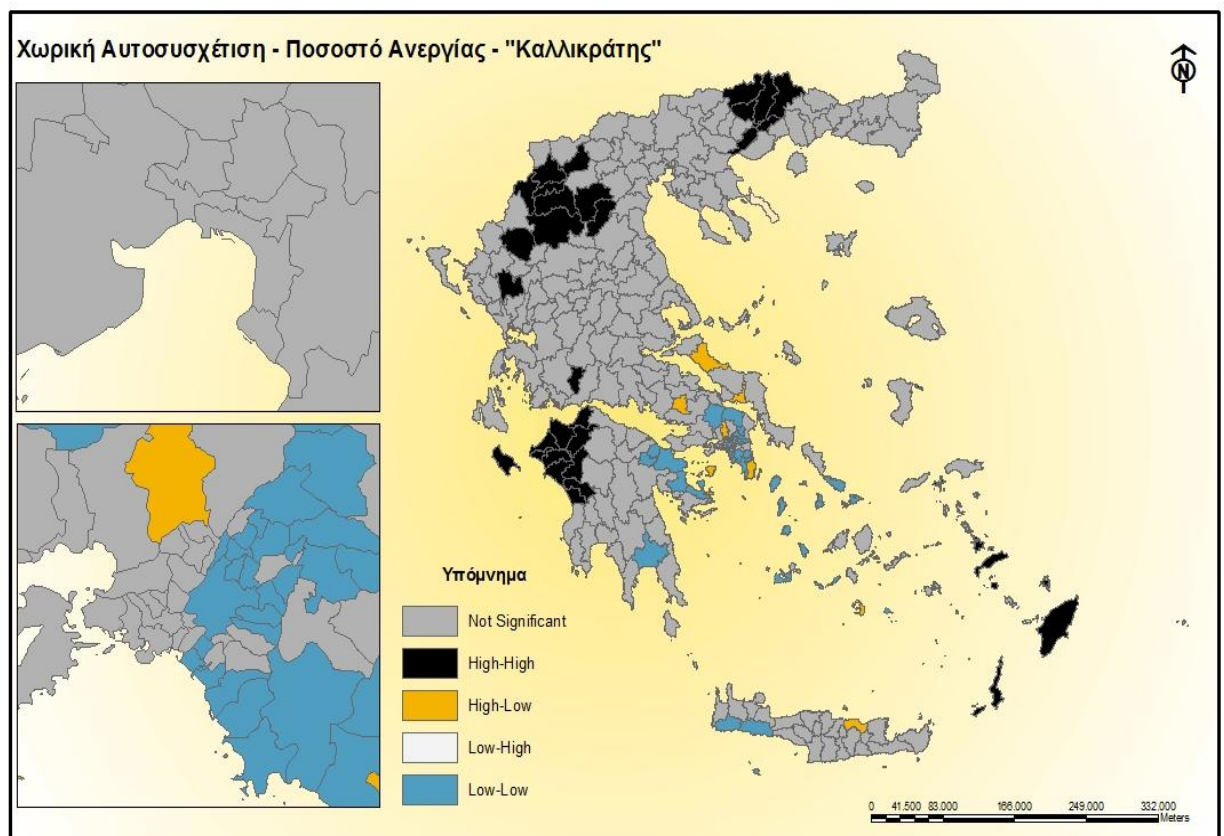 Χωρική Αυτοσυσχέτιση - Ποσοστό Ανεργίας - "Καλλικράτης"
N
Υπόμνημα
Not Significant
High-High
High-Low
Low-High
Low-Low
0 41.500 83.000 166.000 249.000 332.000
Meters